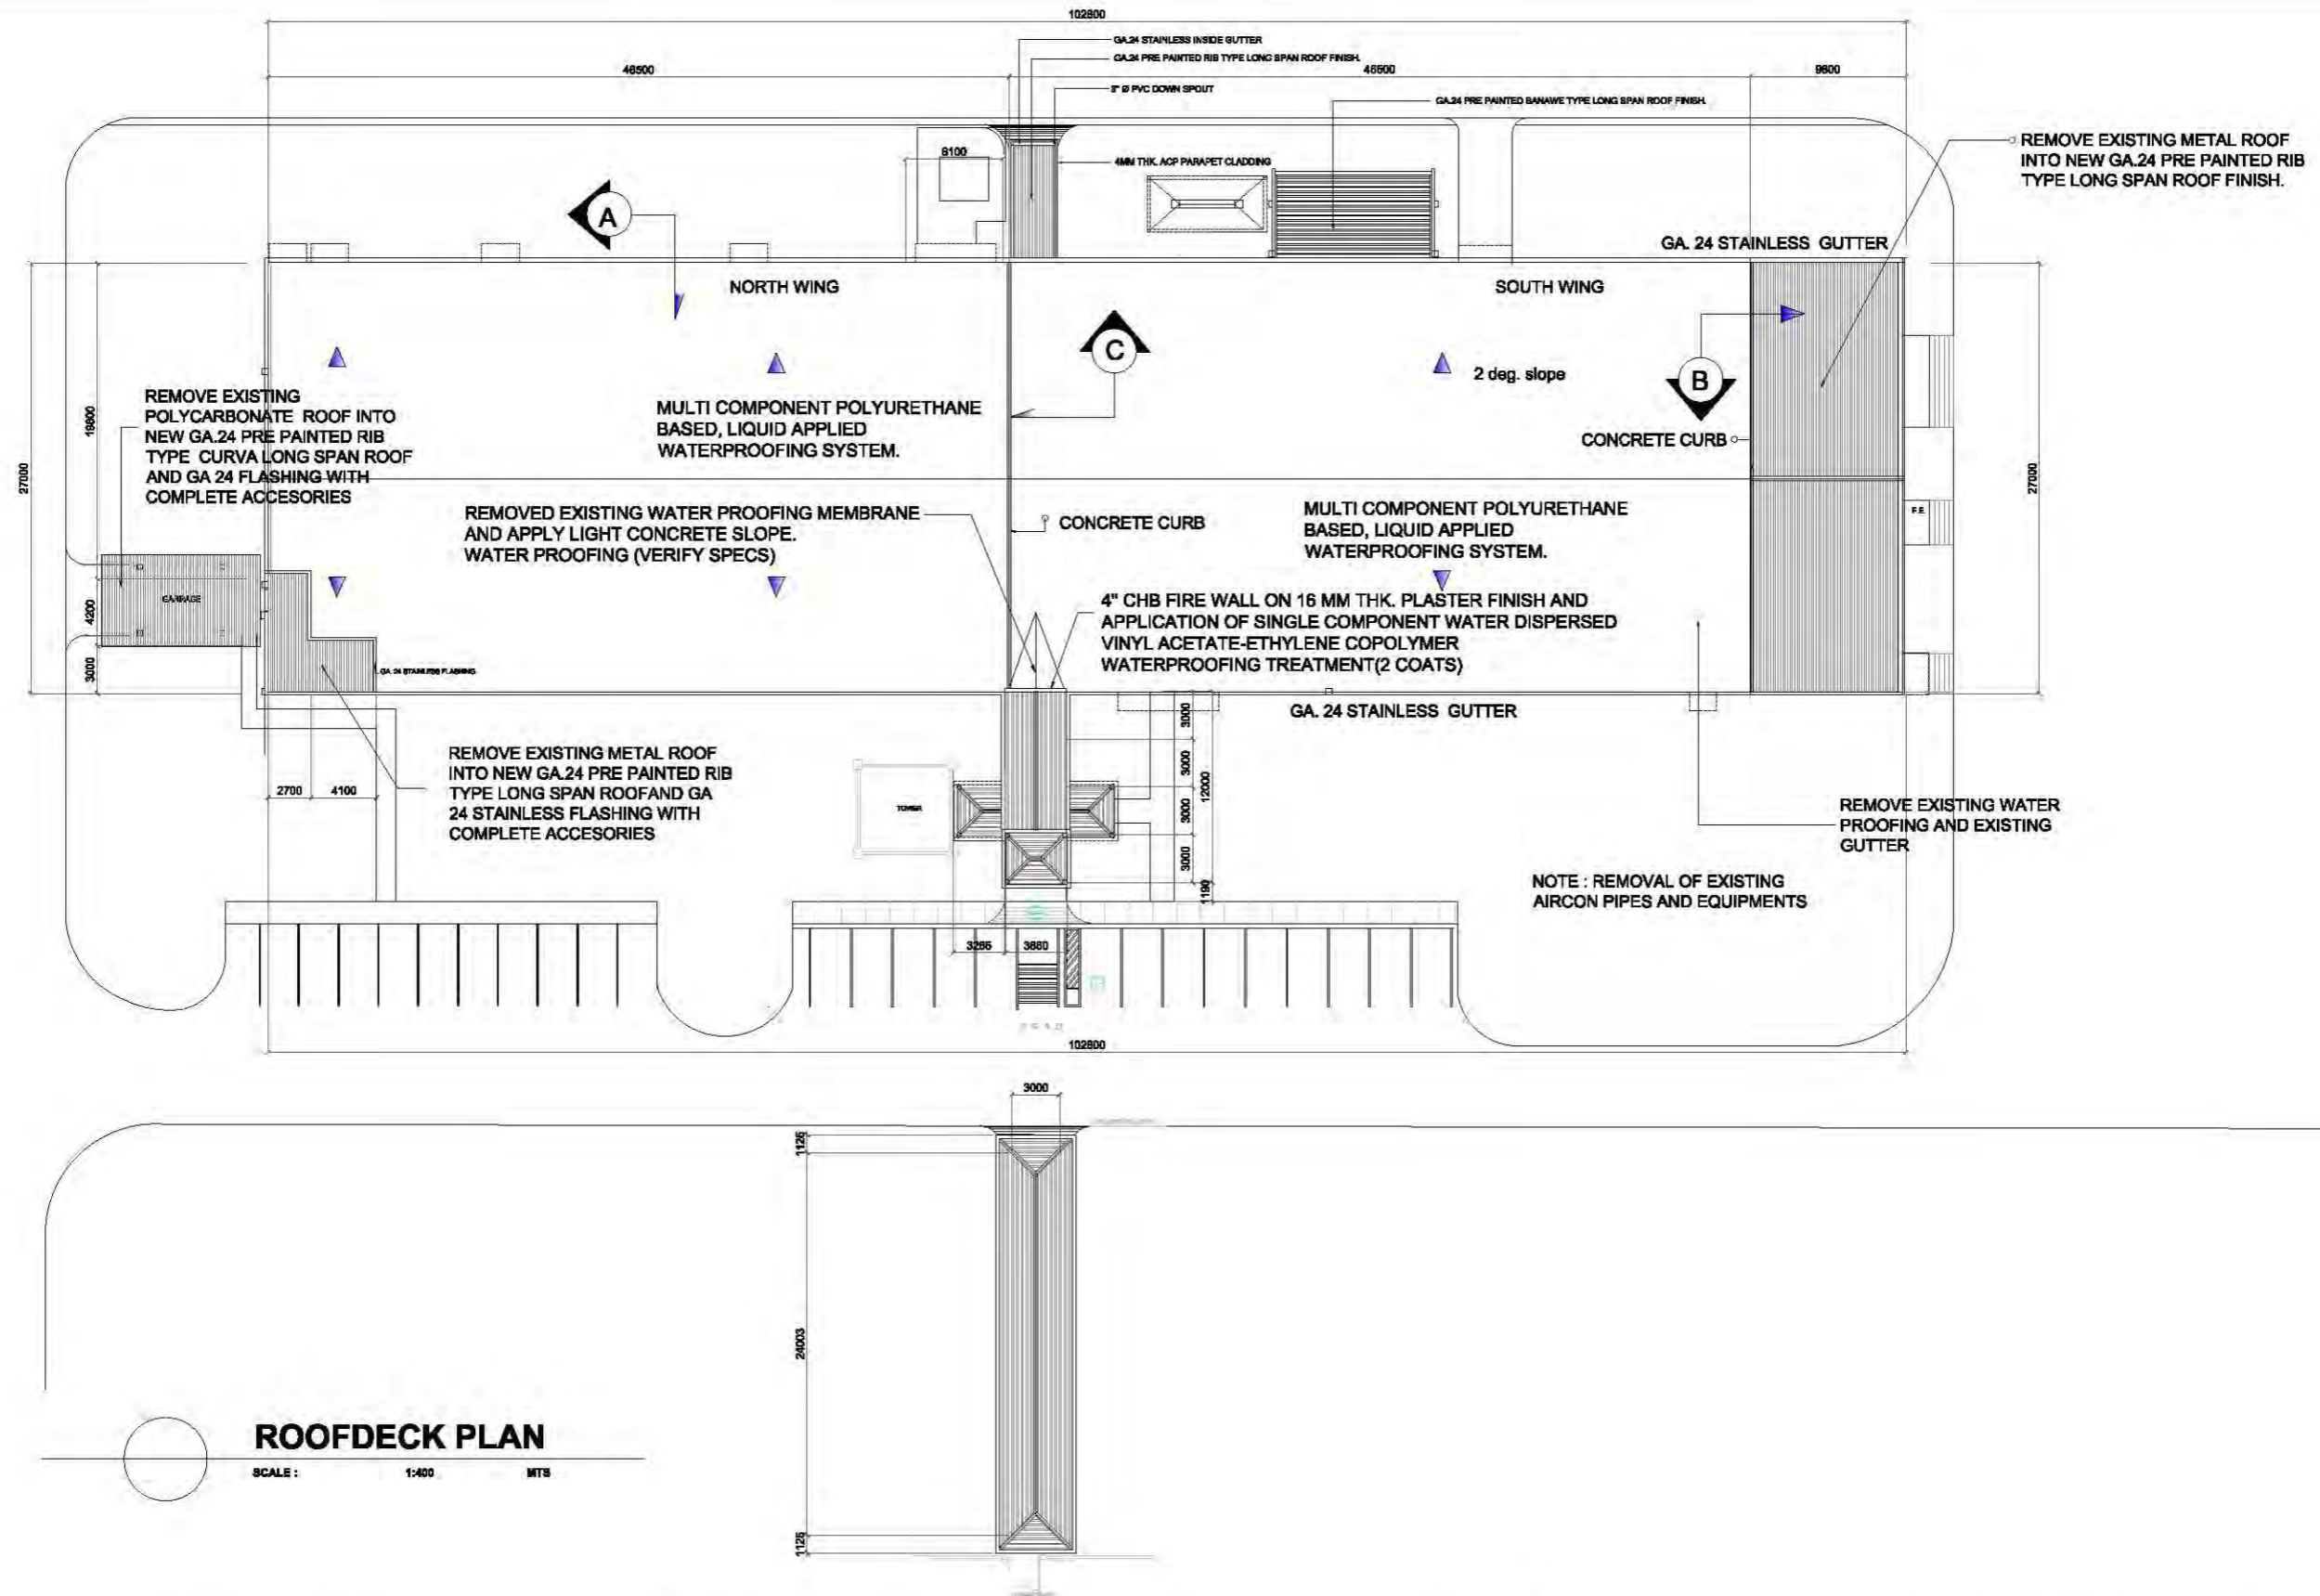 102600
GA.24 STAINLESS INSIDE GUTTER
GA.24 PRE PAINTED RIB TYPE LONG SPAN ROOF FINISH.
46500
46500
9600
3" Ø PVC DOWN SPOUT
GA.24 PRE PAINTED BANAWE TYPE LONG SPAN ROOF FINISH.
REMOVE EXISTING METAL ROOF
INTO NEW GA.24 PRE PAINTED RIB
TYPE LONG SPAN ROOF FINISH.
6100
4MM THK. ACP PARAPET CLADDING
A
GA. 24 STAINLESS GUTTER
NORTH WING
SOUTH WING
C
2 deg. slope
B
REMOVE EXISTING
POLYCARBONATE ROOF INTO
NEW GA.24 PRE PAINTED RIB
TYPE CURVA LONG SPAN ROOF
AND GA 24 FLASHING WITH
COMPLETE ACCESORIES
MULTI COMPONENT POLYURETHANE
BASED, LIQUID APPLIED
WATERPROOFING SYSTEM.
CONCRETE CURB
19800
27000
27000
REMOVED EXISTING WATER PROOFING MEMBRANE
AND APPLY LIGHT CONCRETE SLOPE.
WATER PROOFING (VERIFY SPECS)
CONCRETE CURB
MULTI COMPONENT POLYURETHANE
BASED, LIQUID APPLIED
WATERPROOFING SYSTEM.
F.E.
GARBAGE
4200
3000
4" CHB FIRE WALL ON 16 MM THK. PLASTER FINISH AND
APPLICATION OF SINGLE COMPONENT WATER DISPERSED
VINYL ACETATE-ETHYLENE COPOLYMER
WATERPROOFING TREATMENT(2 COATS)
GA. 24 STAINLESS FLASHING
GA. 24 STAINLESS GUTTER
REMOVE EXISTING METAL ROOF
INTO NEW GA.24 PRE PAINTED RIB
TYPE LONG SPAN ROOFAND GA
24 STAINLESS FLASHING WITH
COMPLETE ACCESORIES
2700
4100
TOWER
3000
3000
3000
3000
12000
1190
REMOVE EXISTING WATER
PROOFING AND EXISTING
GUTTER
NOTE : REMOVAL OF EXISTING
AIRCON PIPES AND EQUIPMENTS
3265
3880
102600
3000
1126
24003
1126
ROOFDECK PLAN
SCALE :
1:400
MTS